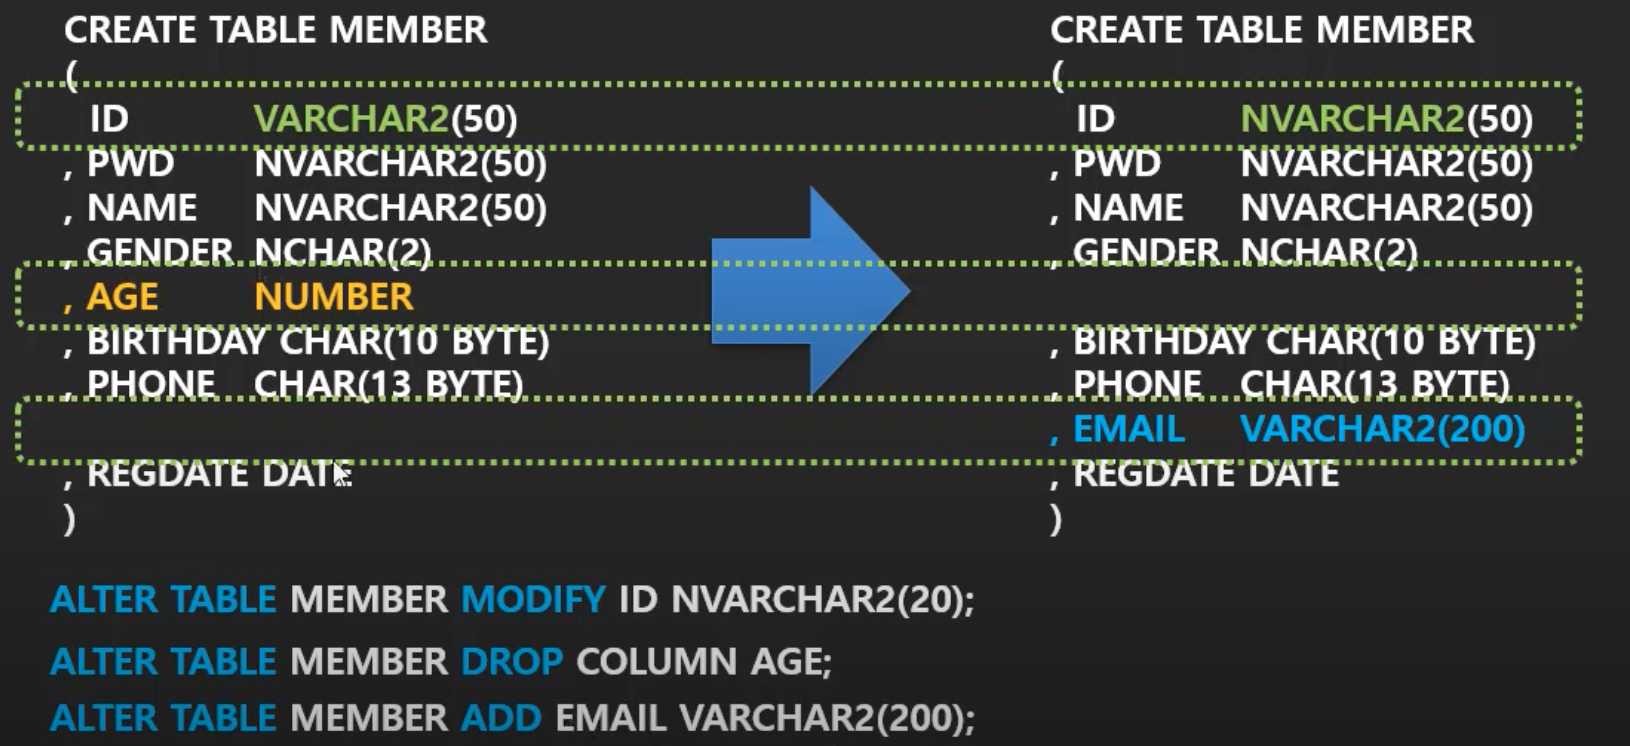 CREATE TABLE MEMBER
(
ID VARCHAR2(50)
, PWD NVARCHAR2(50)
, NAME NVARCHAR2(50)
, GENDER NCHAR(2)
, AGE NUMBER
, BIRTHDAY CHAR(10 BYTE)
, PHONE CHAR(13 BYTE)
, REGDATE DATE
)
CREATE TABLE MEMBER
(
ID NVARCHAR2(50)
, PWD NVARCHAR2(50)
, NAME NVARCHAR2(50)
, GENDER NCHAR(2)
, BIRTHDAY CHAR(10 BYTE)
, PHONE CHAR(13 BYTE)
, EMAIL VARCHAR2(200)
, REGDATE DATE
)
ALTER TABLE MEMBER MODIFY ID NVARCHAR2(20);
ALTER TABLE MEMBER DROP COLUMN AGE;
ALTER TABLE MEMBER ADD EMAIL VARCHAR2(200);